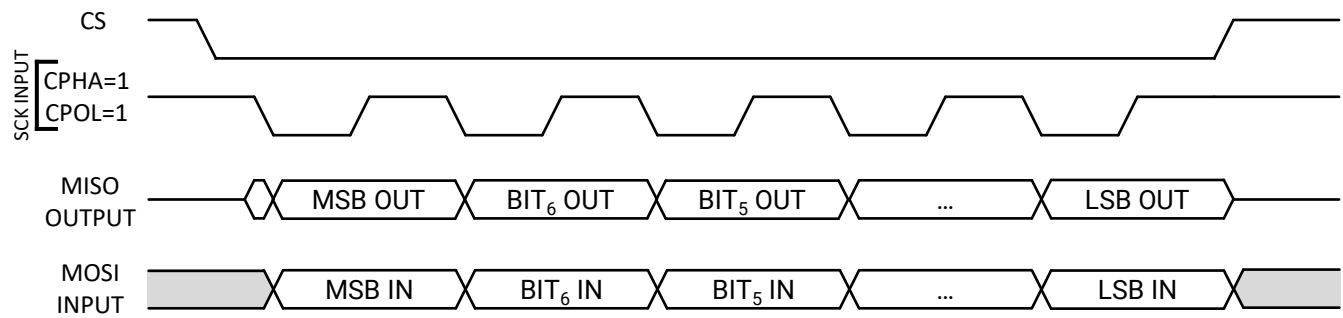 CS
SCK INPUT
CPHA=1
CPOL=1
MISO
OUTPUT
MSB OUT BIT₆ OUT BIT₅ OUT ... LSB OUT
MOSI
INPUT
MSB IN BIT₆ IN BIT₅ IN ... LSB IN